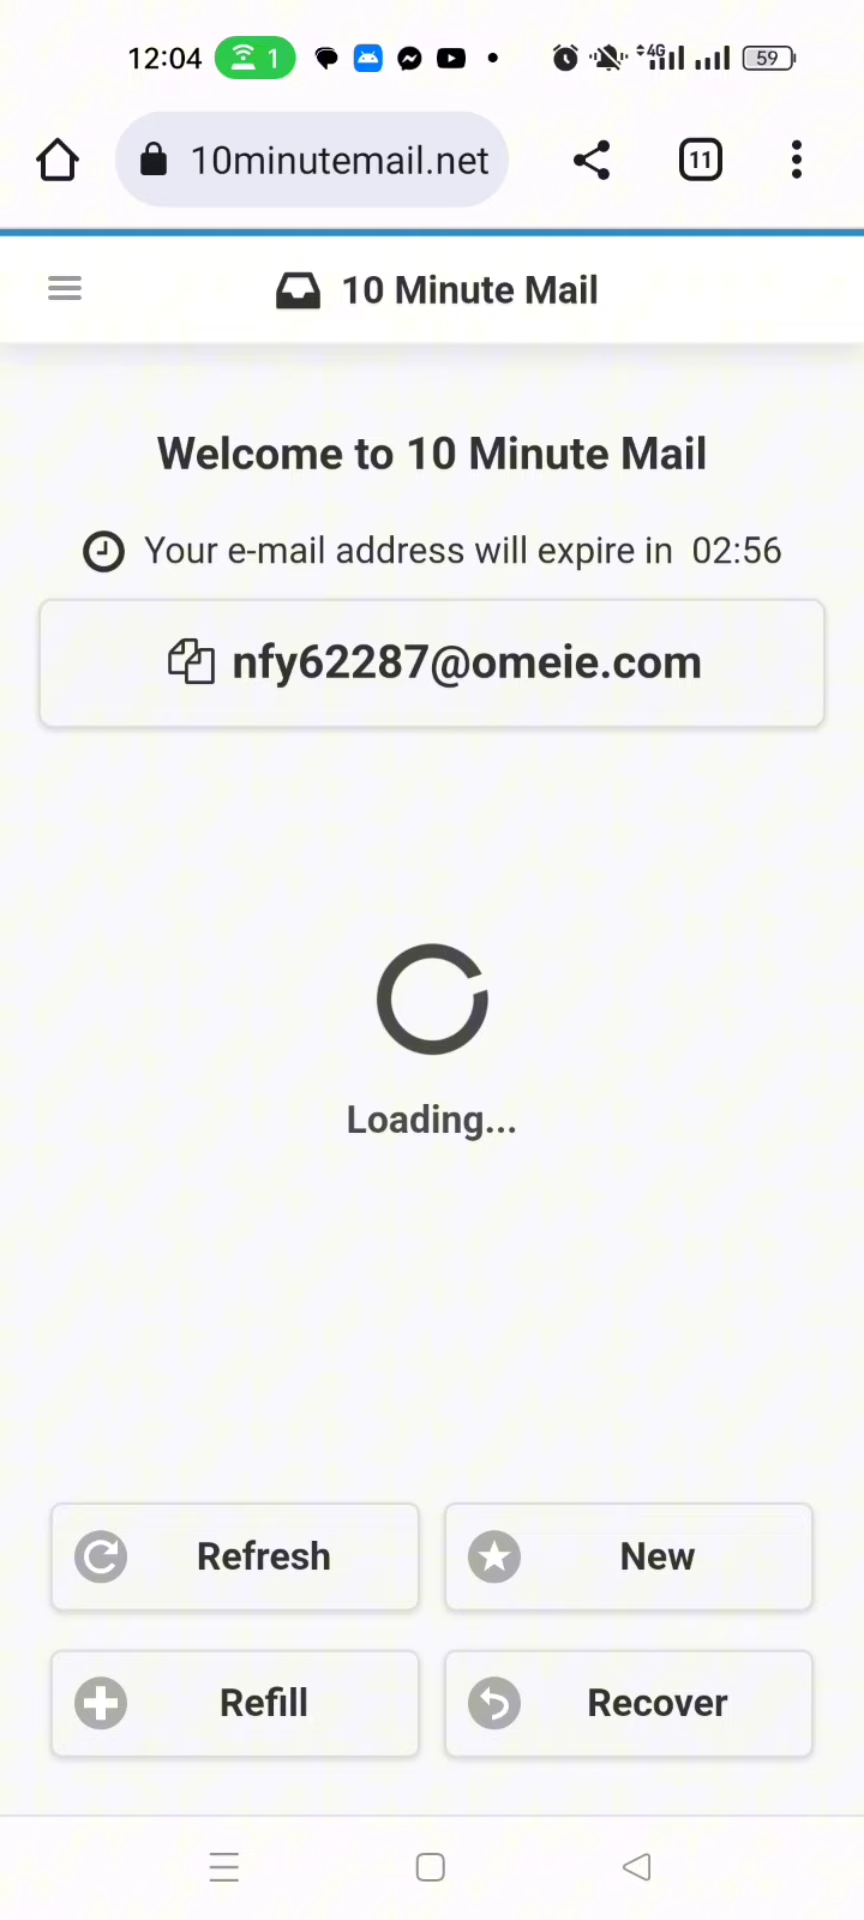 12:04 1 4G 59
10minutemail.net 11
10 Minute Mail
Welcome to 10 Minute Mail
Your e-mail address will expire in 02:56
nfy62287@omeie.com
Loading...
Refresh New
Refill Recover